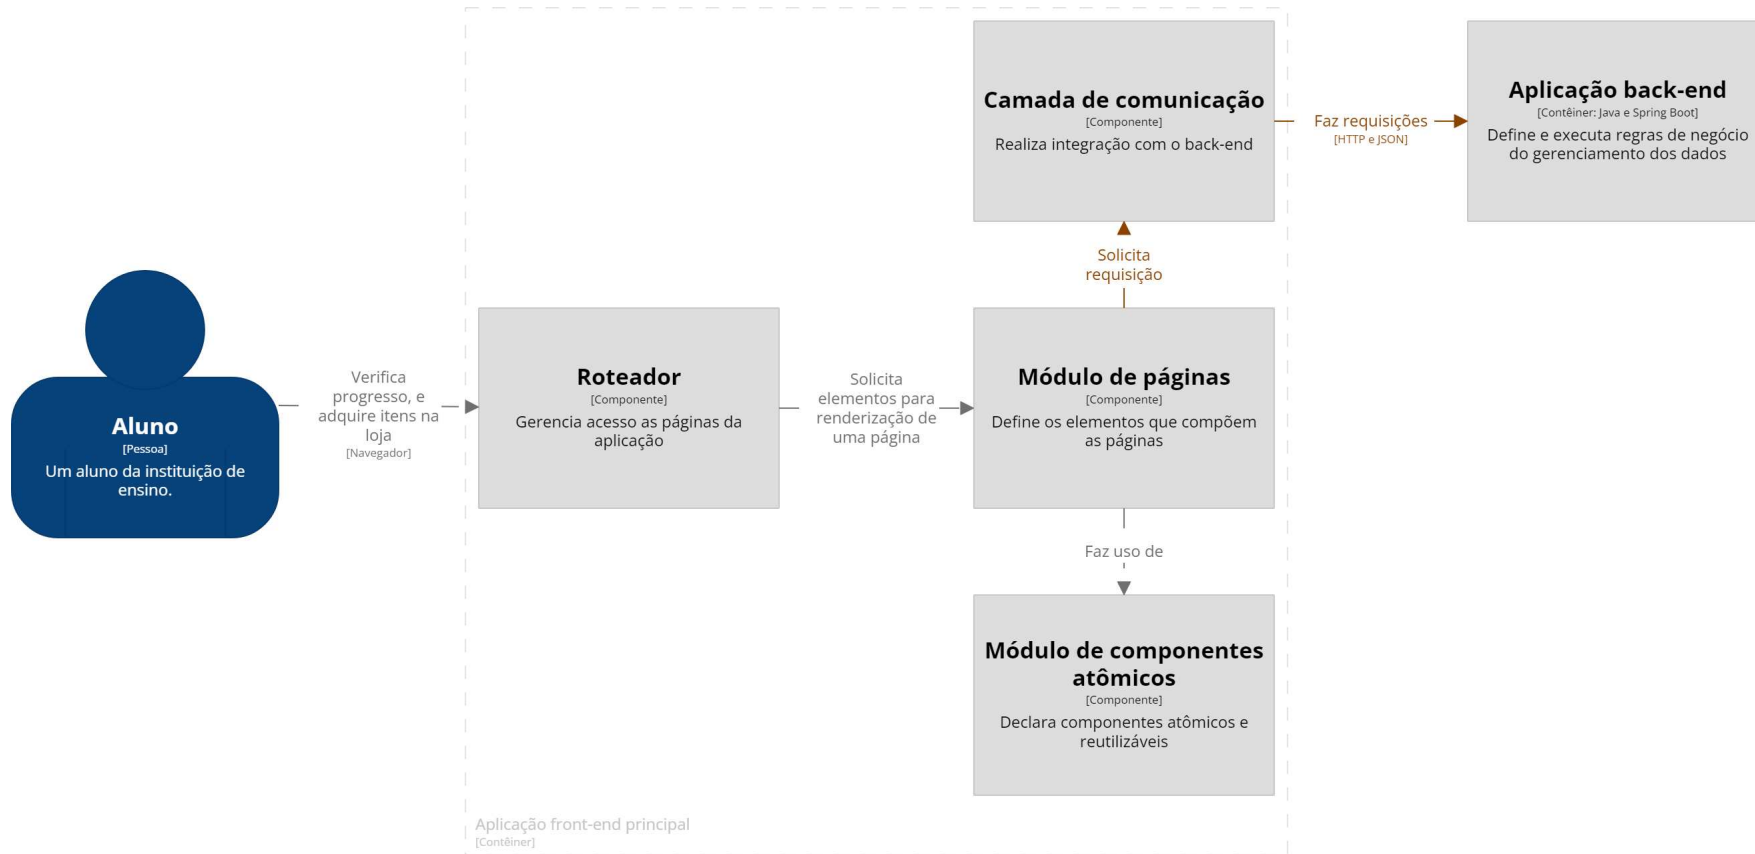 Camada de comunicação
[Componente]
Realiza integração com o back-end
Faz requisições
[HTTP e JSON]
Aplicação back-end
[Contêiner: Java e Spring Boot]
Define e executa regras de negócio
do gerenciamento dos dados
Solicita
requisição
Aluno
[Pessoa]
Um aluno da instituição de
ensino.
Verifica
progresso, e
adquire itens na
loja
[Navegador]
Roteador
[Componente]
Gerencia acesso as páginas da
aplicação
Solicita
elementos para
renderização de
uma página
Módulo de páginas
[Componente]
Define os elementos que compõem
as páginas
Faz uso de
Módulo de componentes
atômicos
[Componente]
Declara componentes atômicos e
reutilizáveis
Aplicação front-end principal
[Contêiner]